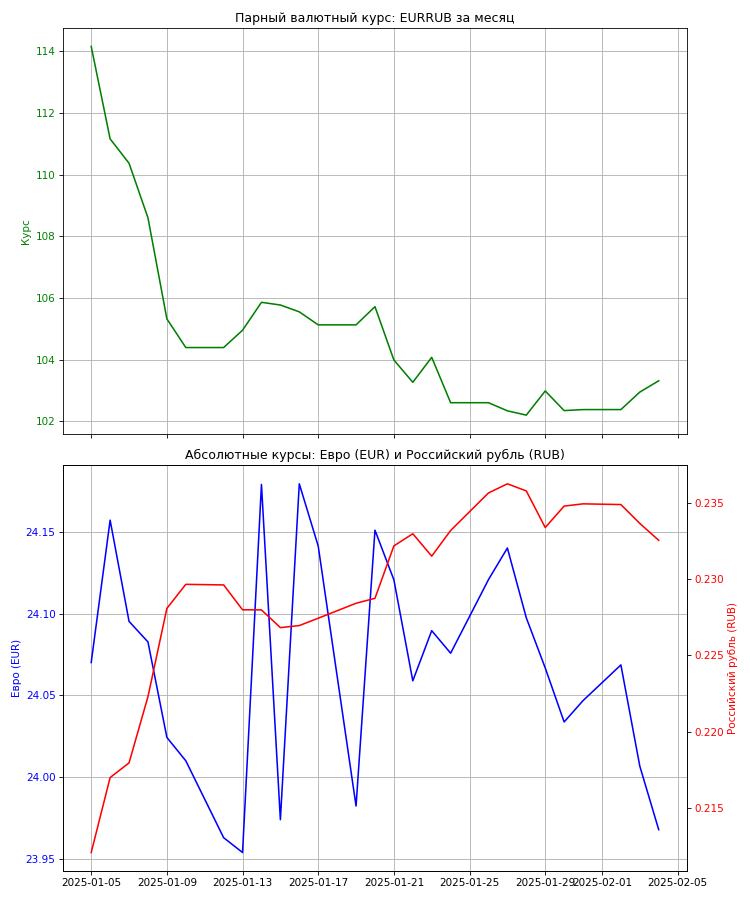 Парный валютный курс: EURRUB за месяц
114
112
110
108
106
104
102
Курс
Абсолютные курсы: Евро (EUR) и Российский рубль (RUB)
24.15
24.10
24.05
24.00
23.95
Евро (EUR)
0.235
0.230
0.225
0.220
0.215
Российский рубль (RUB)
2025-01-05 2025-01-09 2025-01-13 2025-01-17 2025-01-21 2025-01-25 2025-01-29 2025-02-01 2025-02-05